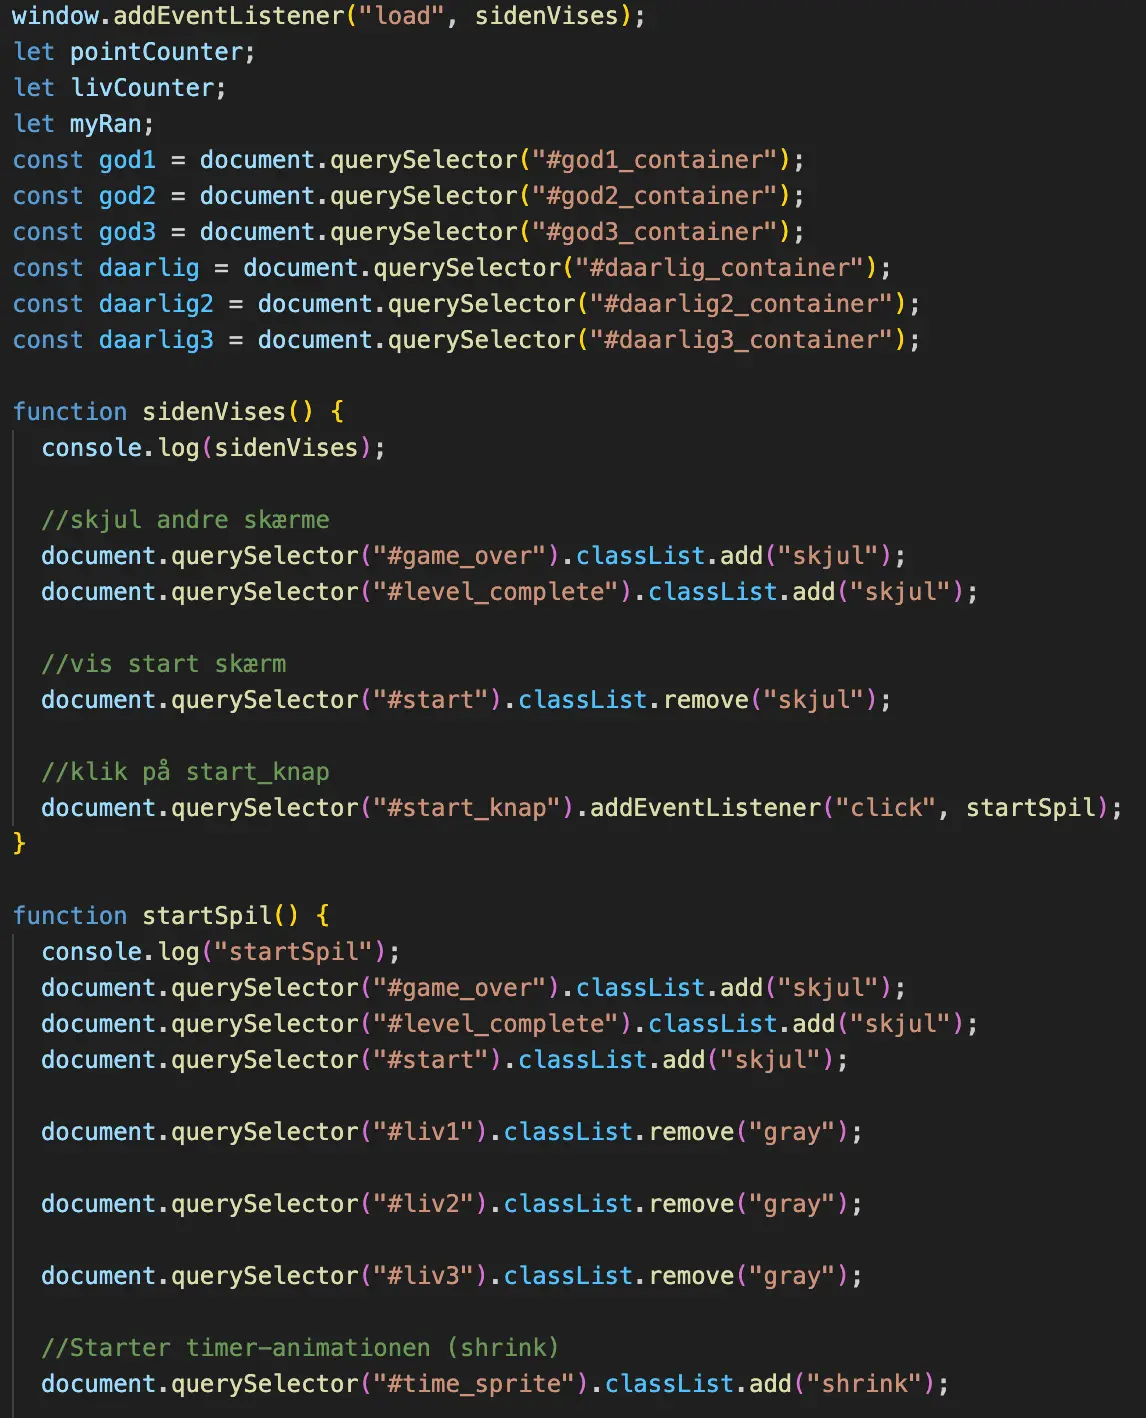 window.addEventListener("load", sidenVises);
let pointCounter;
let livCounter;
let myRan;
const god1 = document.querySelector("#god1_container");
const god2 = document.querySelector("#god2_container");
const god3 = document.querySelector("#god3_container");
const daarlig = document.querySelector("#daarlig_container");
const daarlig2 = document.querySelector("#daarlig2_container");
const daarlig3 = document.querySelector("#daarlig3_container");
function sidenVises() {
console.log(sidenVises);
//skjul andre skærme
document.querySelector("#game_over").classList.add("skjul");
document.querySelector("#level_complete").classList.add("skjul");
//vis start skærm
document.querySelector("#start").classList.remove("skjul");
//klik på start_knap
document.querySelector("#start_knap").addEventListener("click", startSpil);
}
function startSpil() {
console.log("startSpil");
document.querySelector("#game_over").classList.add("skjul");
document.querySelector("#level_complete").classList.add("skjul");
document.querySelector("#start").classList.add("skjul");
document.querySelector("#liv1").classList.remove("gray");
document.querySelector("#liv2").classList.remove("gray");
document.querySelector("#liv3").classList.remove("gray");
//Starter timer-animationen (shrink)
document.querySelector("#time_sprite").classList.add("shrink");